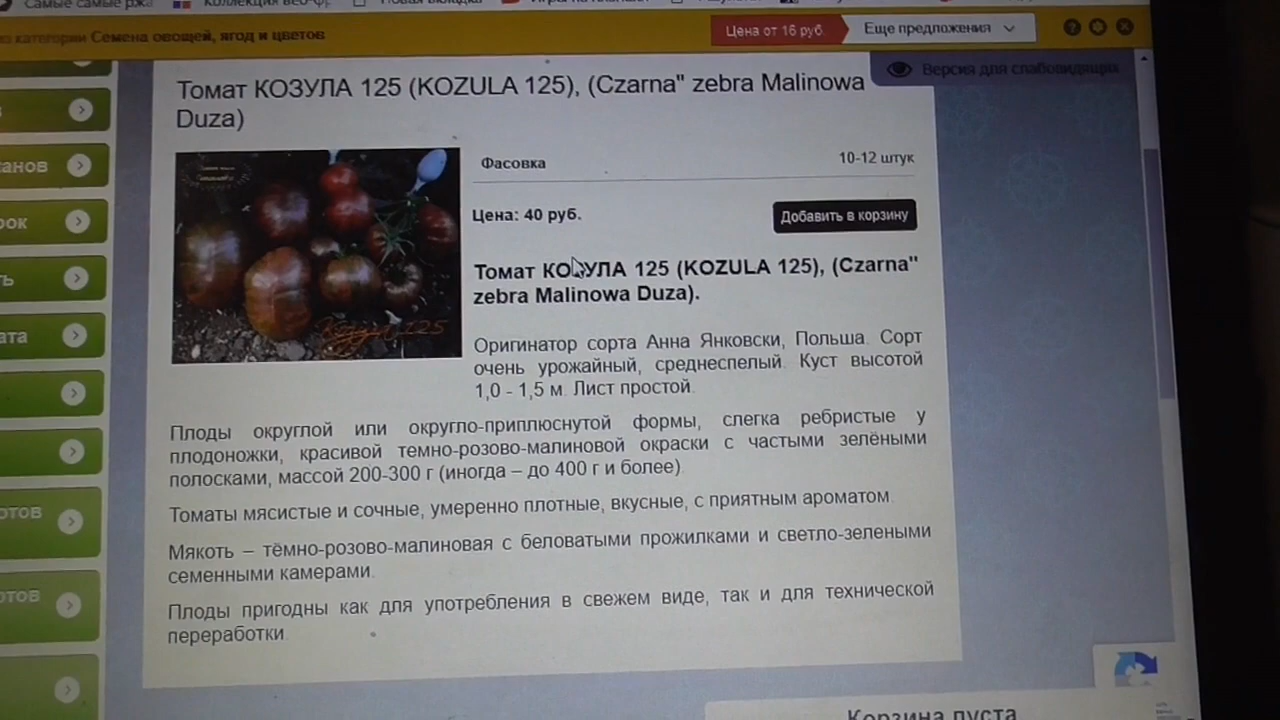 категории Семена овощей, ягод и цветов
Цена от 16 руб.
Еще предложения
Версия для слабовидящих
Томат КОЗУЛА 125 (KOZULA 125), (Czarna" zebra Malinowa
Duza)
Фасовка
10-12 штук
Цена: 40 руб.
Добавить в корзину
Козула 125
Томат КОЗУЛА 125 (KOZULA 125), (Czarna"
zebra Malinowa Duza).
Оригинатор сорта Анна Янковски, Польша. Сорт
очень урожайный, среднеспелый. Куст высотой
1,0 - 1,5 м. Лист простой.
Плоды округлой или округло-приплюснутой формы, слегка ребристые у
плодоножки, красивой темно-розово-малиновой окраски с частыми зелёными
полосками, массой 200-300 г (иногда – до 400 г и более).
Томаты мясистые и сочные, умеренно плотные, вкусные, с приятным ароматом.
Мякоть – тёмно-розово-малиновая с беловатыми прожилками и светло-зелеными
семенными камерами.
Плоды пригодны как для употребления в свежем виде, так и для технической
переработки.
Корзина пуста